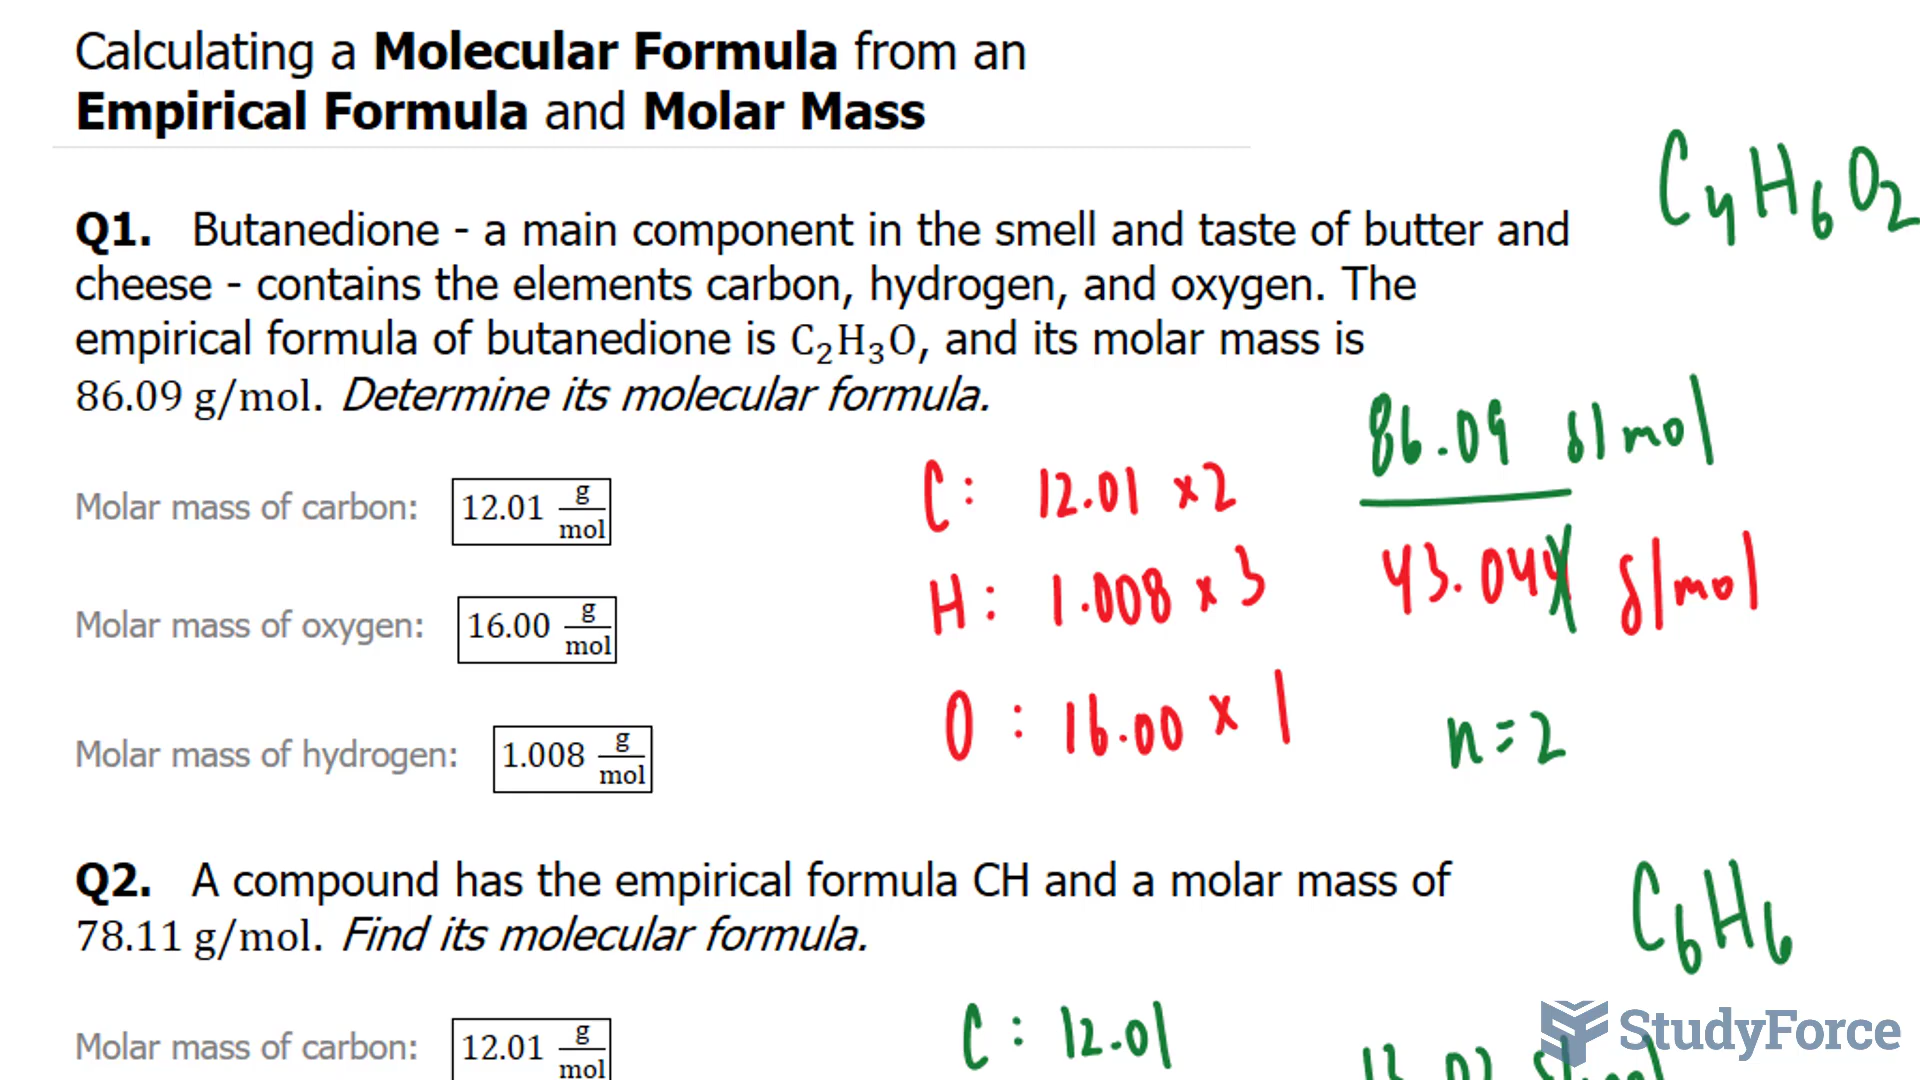 Calculating a Molecular Formula from an
Empirical Formula and Molar Mass
C4H6O2
Q1. Butanedione - a main component in the smell and taste of butter and
cheese - contains the elements carbon, hydrogen, and oxygen. The
empirical formula of butanedione is C₂H₃O, and its molar mass is
86.09 g/mol. Determine its molecular formula.
86.09 g/mol
43.044 g/mol
n=2
Molar mass of carbon: 12.01 g/mol
C: 12.01 x2
Molar mass of oxygen: 16.00 g/mol
H: 1.008 x 3
Molar mass of hydrogen: 1.008 g/mol
O: 16.00 x 1
Q2. A compound has the empirical formula CH and a molar mass of
78.11 g/mol. Find its molecular formula.
C6H6
Molar mass of carbon: 12.01 g/mol
C: 12.01
StudyForce